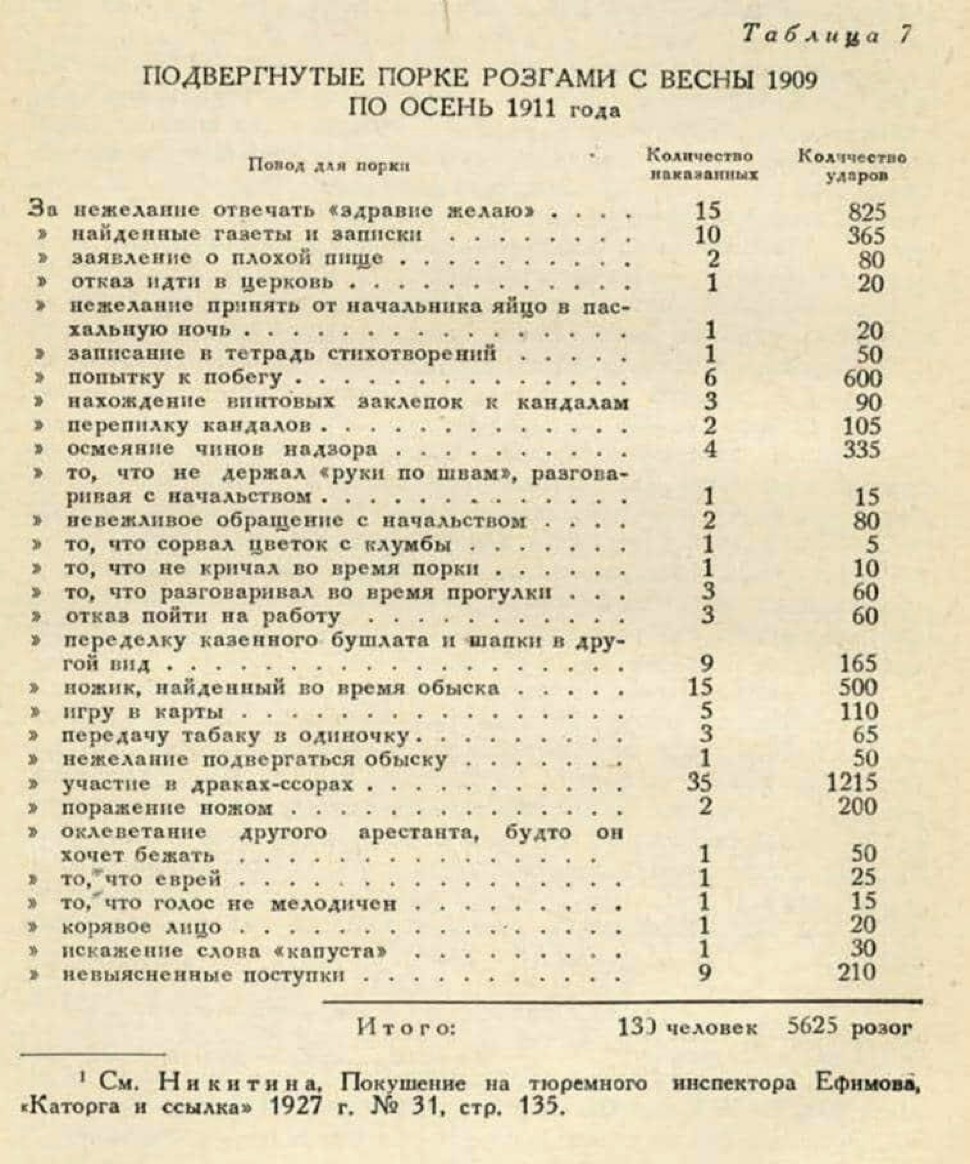 Таблица 7
ПОДВЕРГНУТЫЕ ПОРКЕ РОЗГАМИ С ВЕСНЫ 1909
ПО ОСЕНЬ 1911 года
Повод для порки Количество наказанных Количество ударов
За нежелание отвечать «здравие желаю» . . . . 15 825
» найденные газеты и записки . . . . . . . . 10 365
» заявление о плохой пище . . . . . . . . . . 2 80
» отказ идти в церковь . . . . . . . . . . . . 1 20
» нежелание принять от начальника яйцо в пас-
хальную ночь . . . . . . . . . . . . . . . . 1 20
» записание в тетрадь стихотворений . . . . . 1 50
» попытку к побегу . . . . . . . . . . . . . . 6 600
» нахождение винтовых заклепок к кандалам 3 90
» перепилку кандалов . . . . . . . . . . . . . 2 105
» осмеяние чинов надзора . . . . . . . . . . 4 335
» то, что не держал «руки по швам», разгова-
ривая с начальством . . . . . . . . . . . . . 1 15
» невежливое обращение с начальством . . . . 2 80
» то, что сорвал цветок с клумбы . . . . . . . 1 5
» то, что не кричал во время порки . . . . . . 1 10
» то, что разговаривал во время прогулки . . . 3 60
» отказ пойти на работу . . . . . . . . . . . 3 60
» переделку казенного бушлата и шапки в дру-
гой вид . . . . . . . . . . . . . . . . . . . 9 165
» ножик, найденный во время обыска . . . . . 15 500
» игру в карты . . . . . . . . . . . . . . . . 5 110
» передачу табаку в одиночку . . . . . . . . . 3 65
» нежелание подвергаться обыску . . . . . . . 1 50
» участие в драках-ссорах . . . . . . . . . . . 35 1215
» поражение ножом . . . . . . . . . . . . . . 2 200
» оклеветание другого арестанта, будто он
хочет бежать . . . . . . . . . . . . . . . 1 50
» то, что еврей . . . . . . . . . . . . . . . . 1 25
» то, что голос не мелодичен . . . . . . . . . 1 15
» корявое лицо . . . . . . . . . . . . . . . . 1 20
» искажение слова «капуста» . . . . . . . . . 1 30
» невыясненные поступки . . . . . . . . . . . 9 210
Итого: человек 5625 розог
¹ См. Никитина, Покушение на тюремного инспектора Ефимова,
«Каторга и ссылка» 1927 г. № 31, стр. 135.